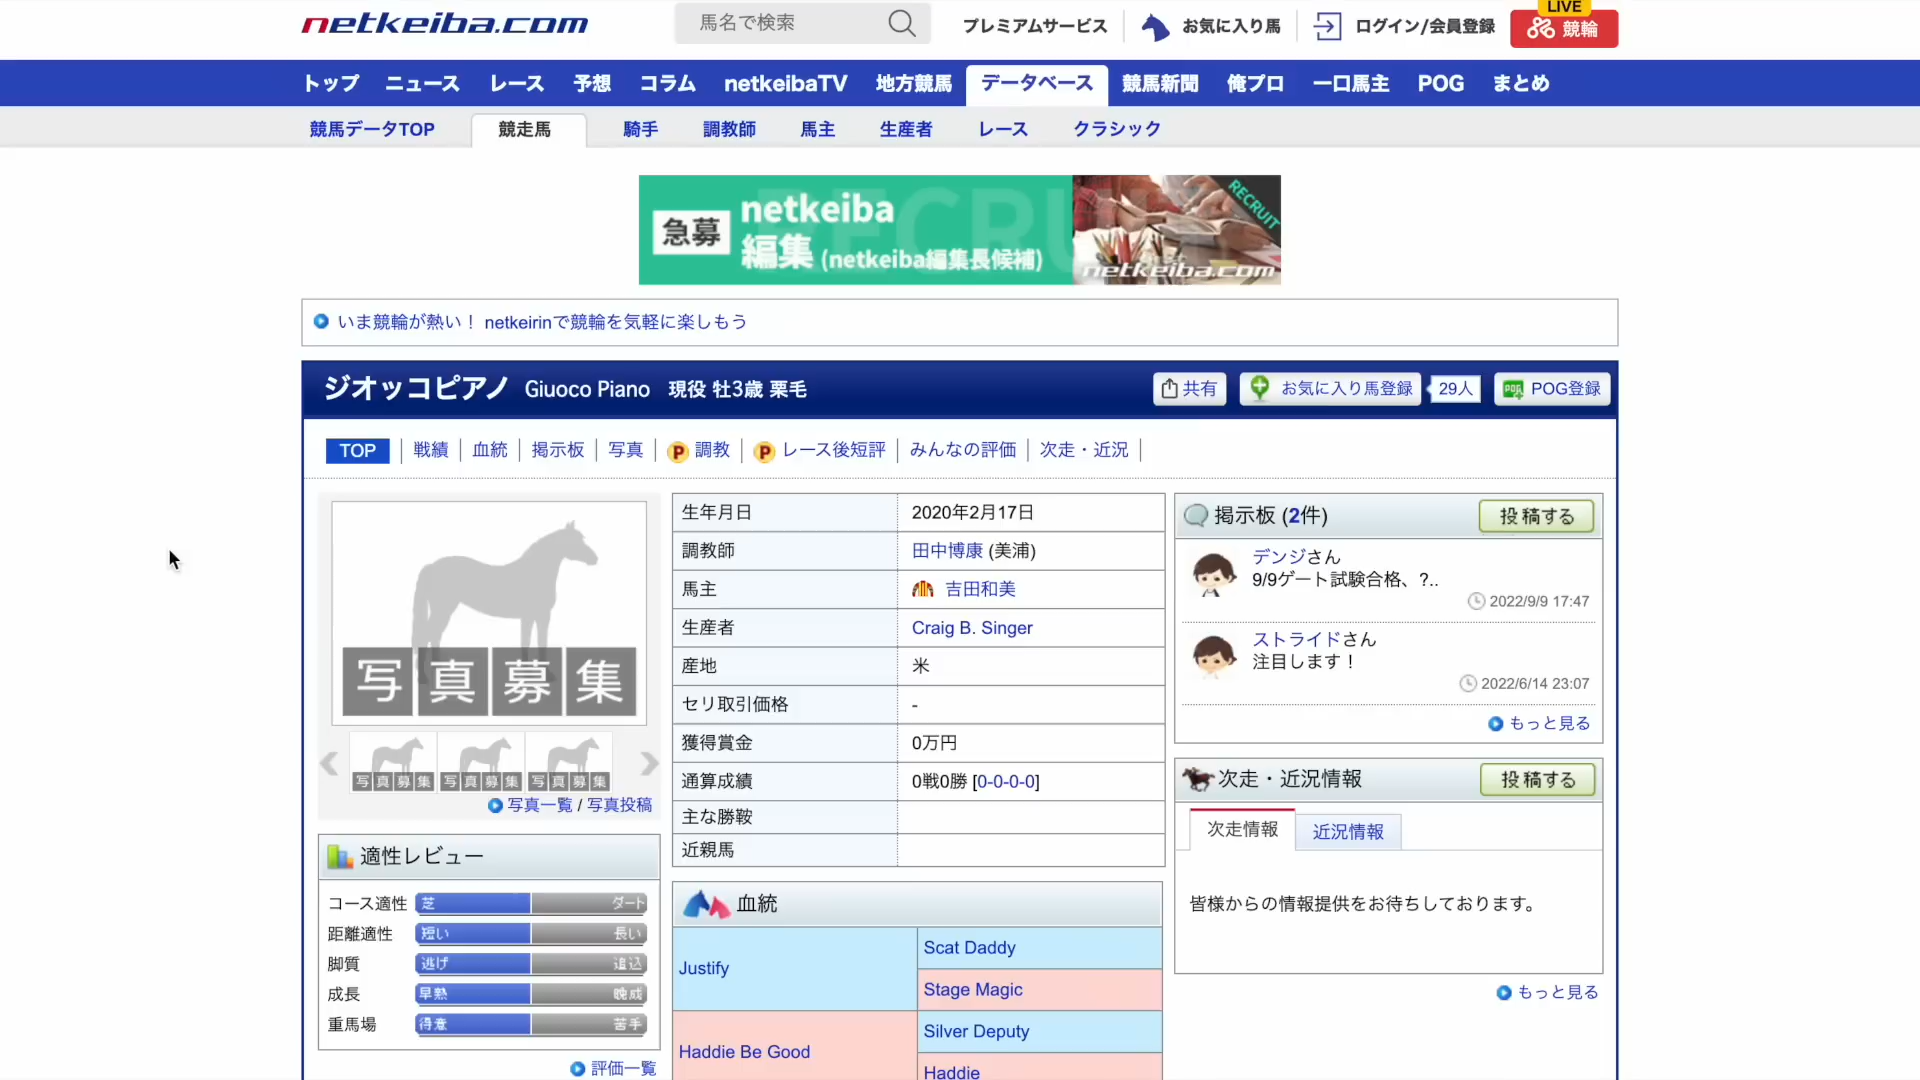 netkeiba.com
馬名で検索
プレミアムサービス
お気に入り馬
ログイン/会員登録
LIVE
競輪
トップ ニュース レース 予想 コラム netkeibaTV 地方競馬 データベース 競馬新聞 俺プロ 一口馬主 POG まとめ
競馬データTOP 競走馬 騎手 調教師 馬主 生産者 レース クラシック
急募
netkeiba
編集 (netkeiba編集長候補)
RECRUIT
netkeiba.com
いま競輪が熱い！ netkeirinで競輪を気軽に楽しもう
ジオッコピアノ Giuoco Piano 現役 牡3歳 栗毛
共有
お気に入り馬登録
29人
POG登録
TOP 戦績 血統 掲示板 写真 P 調教 P レース後短評 みんなの評価 次走・近況
写真募集
写真募集 写真募集 写真募集
写真一覧 / 写真投稿
適性レビュー
コース適性 芝 ダート
距離適性 短い 長い
脚質 逃げ 追込
成長 早熟 晩成
重馬場 得意 苦手
評価一覧
生年月日 2020年2月17日
調教師 田中博康 (美浦)
馬主 吉田和美
生産者 Craig B. Singer
産地 米
セリ取引価格 -
獲得賞金 0万円
通算成績 0戦0勝 [0-0-0-0]
主な勝鞍
近親馬
血統
Justify
Scat Daddy
Stage Magic
Haddie Be Good
Silver Deputy
Haddie
掲示板 (2件)
投稿する
デンジさん
9/9ゲート試験合格、?..
2022/9/9 17:47
ストライドさん
注目します！
2022/6/14 23:07
もっと見る
次走・近況情報
投稿する
次走情報 近況情報
皆様からの情報提供をお待ちしております。
もっと見る